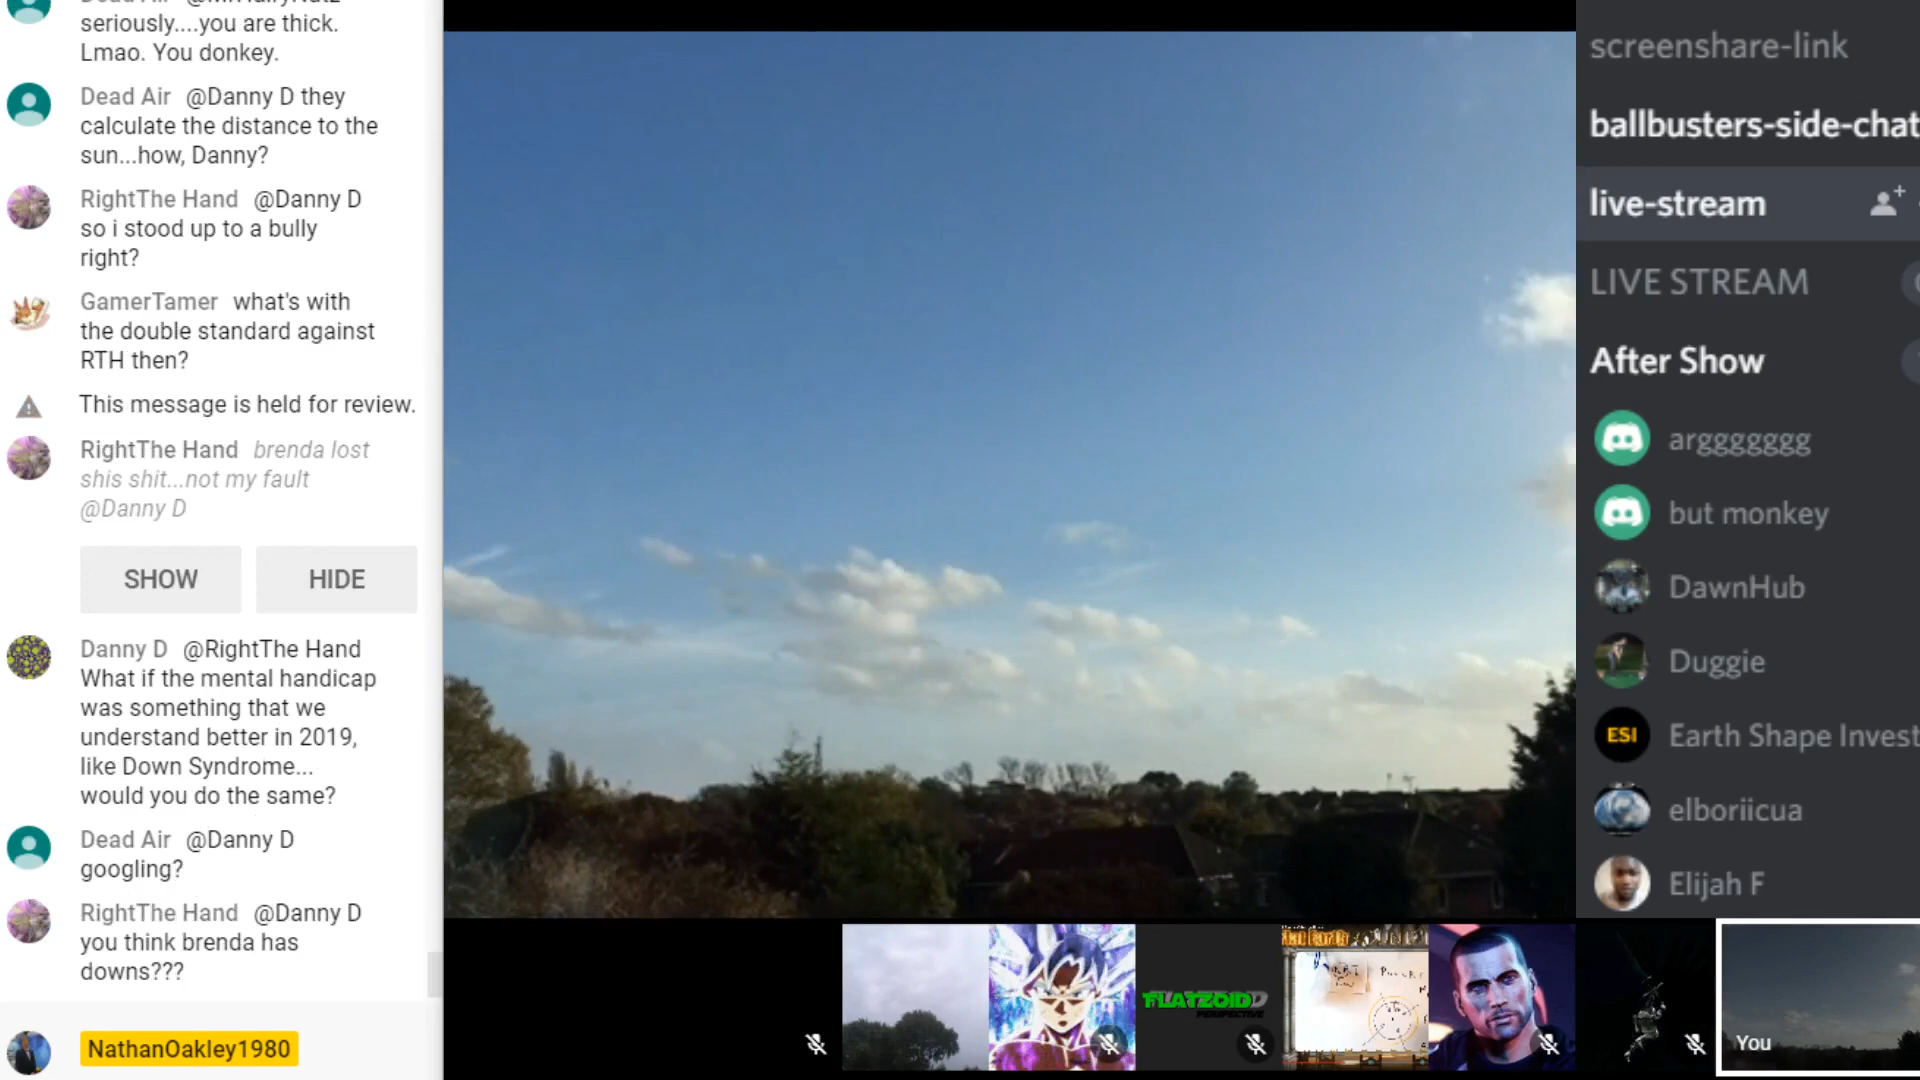 seriously....you are thick.
Lmao. You donkey.
Dead Air @Danny D they
calculate the distance to the
sun...how, Danny?
RightThe Hand @Danny D
so i stood up to a bully
right?
GamerTamer what's with
the double standard against
RTH then?
This message is held for review.
RightThe Hand brenda lost
shis shit...not my fault
@Danny D
SHOW HIDE
Danny D @RightThe Hand
What if the mental handicap
was something that we
understand better in 2019,
like Down Syndrome...
would you do the same?
Dead Air @Danny D
googling?
RightThe Hand @Danny D
you think brenda has
downs???
NathanOakley1980
screenshare-link
ballbusters-side-chat
live-stream
LIVE STREAM
After Show
arggggggg
but monkey
DawnHub
Duggie
ESI Earth Shape Invest
elboriicua
Elijah F
FLATZOID
PERSPECTIVE
You